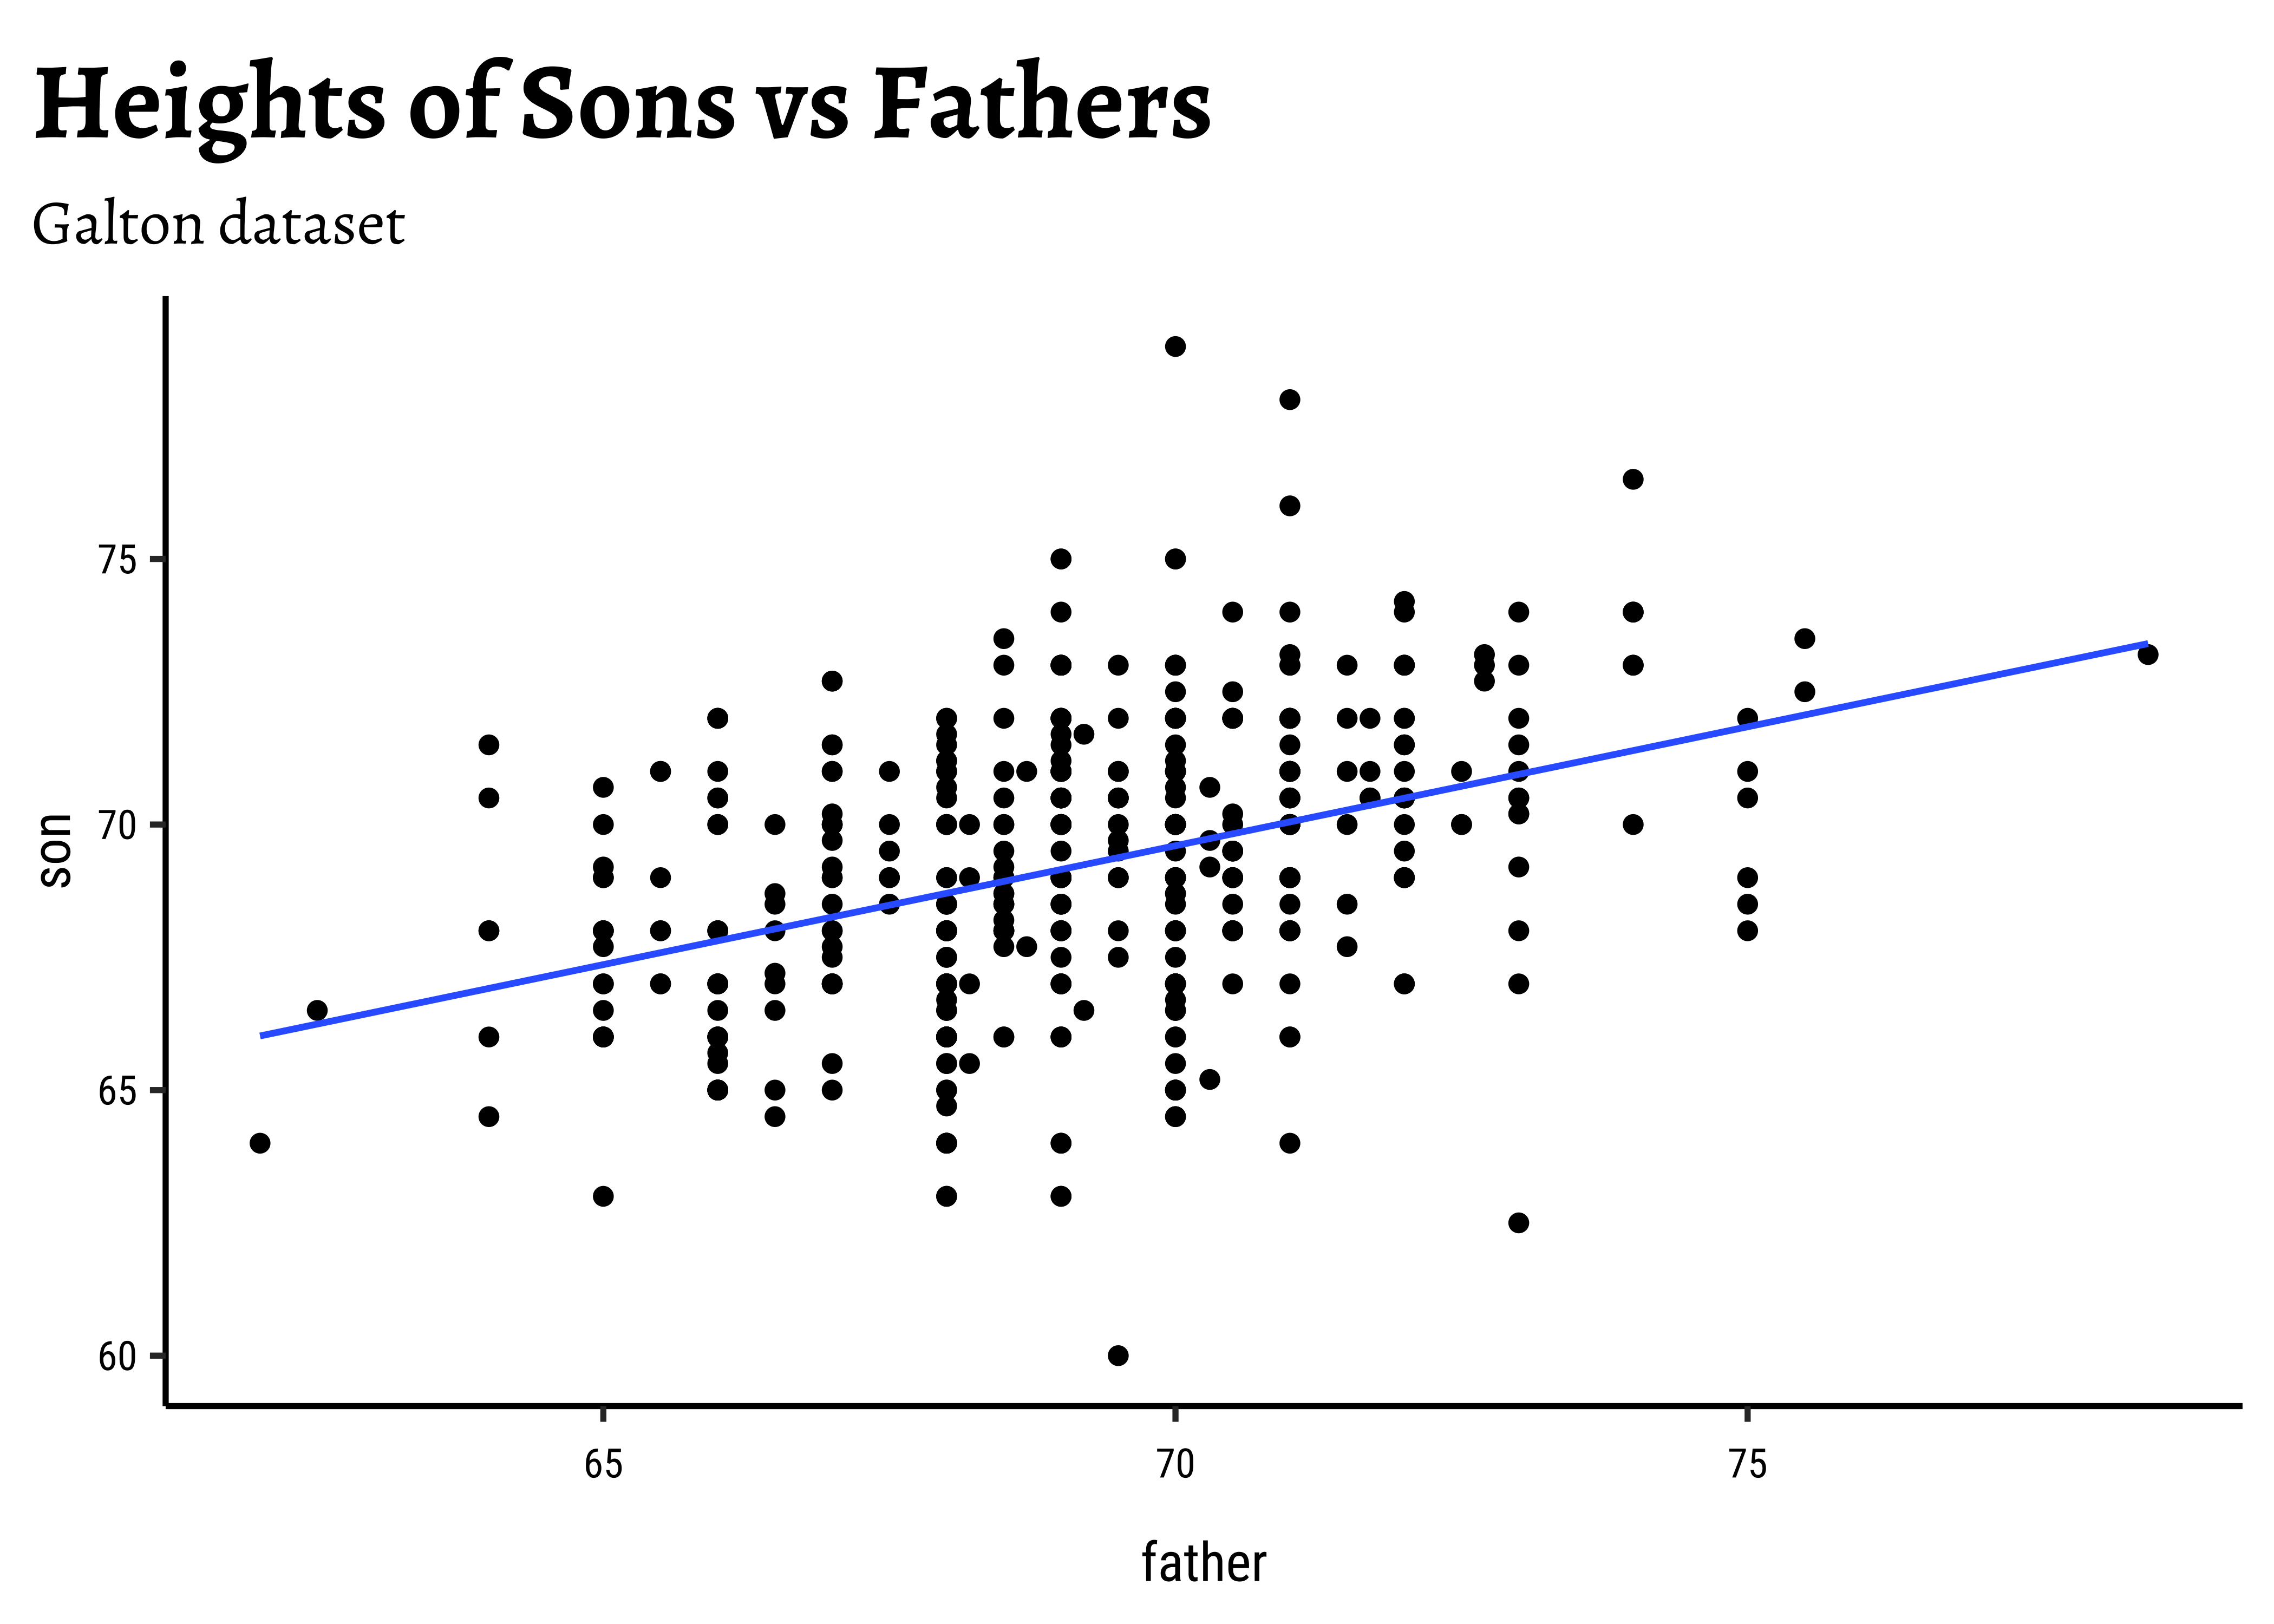 Heights of Sons vs Fathers
Galton dataset
75
70
65
60
son
65 70 75
father